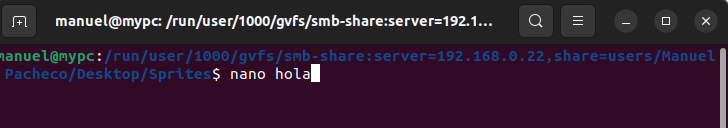 manuel@mypc: /run/user/1000/gvfs/smb-share:server=192.1...
manuel@mypc:/run/user/1000/gvfs/smb-share:server=192.168.0.22,share=users/Manuel
Pacheco/Desktop/Sprites$ nano hola